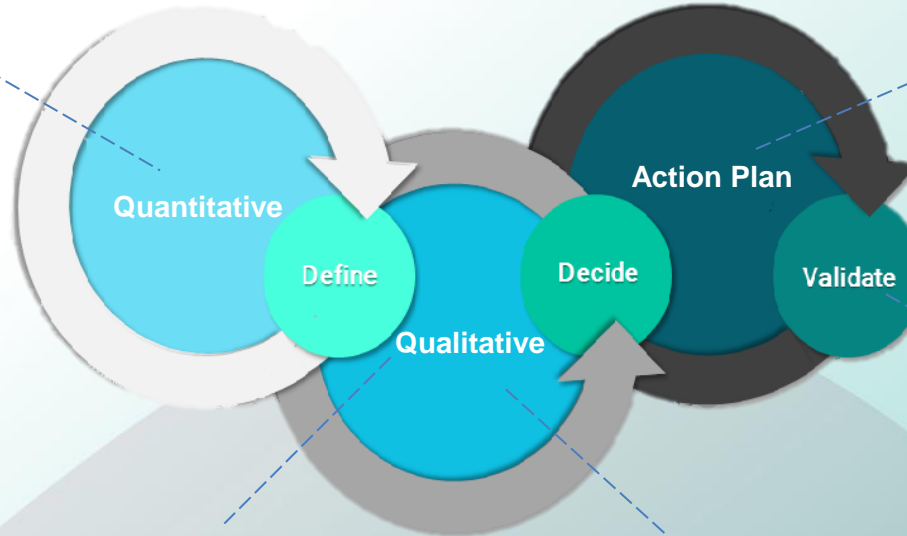 Quantitative
Define
Qualitative
Decide
Action Plan
Validate